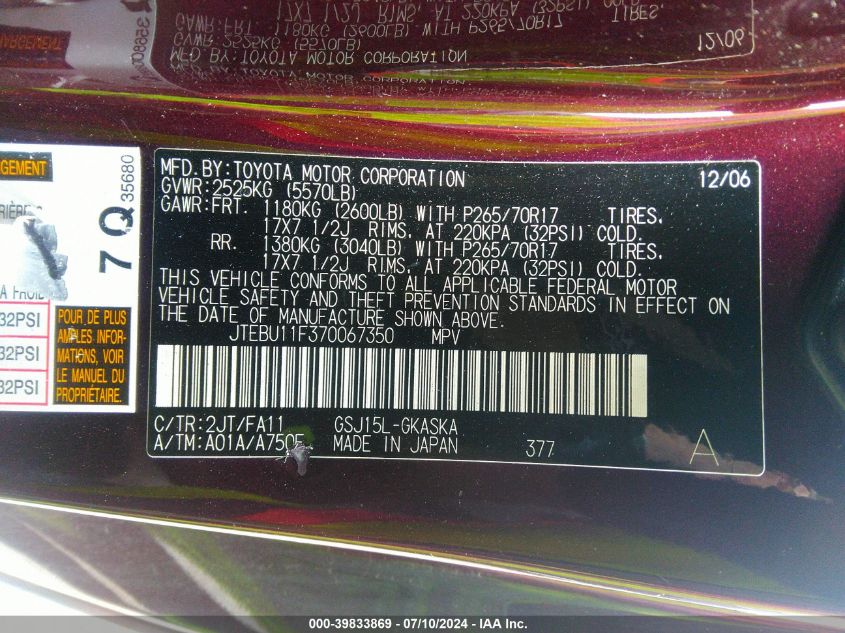 MFD.BY:TOYOTA MOTOR CORPORATION 12/06
GVWR:2525KG (5570LB)
GAWR:FRT. 1180KG (2600LB) WITH P265/70R17 TIRES,
17X7 1/2J RIMS, AT 220KPA (32PSI) COLD.
RR. 1380KG (3040LB) WITH P265/70R17 TIRES,
17X7 1/2J RIMS, AT 220KPA (32PSI) COLD.
THIS VEHICLE CONFORMS TO ALL APPLICABLE FEDERAL MOTOR
VEHICLE SAFETY AND THEFT PREVENTION STANDARDS IN EFFECT ON
THE DATE OF MANUFACTURE SHOWN ABOVE.
JTEBU11F370067350 MPV
C/TR:2JT/FA11 GSJ15L-GKASKA
A/TM:A01A/A750F MADE IN JAPAN 377 A
7 Q 35680
32PSI
32PSI
32PSI
POUR DE PLUS
AMPLES INFOR-
MATIONS, VOIR
LE MANUEL DU
PROPRIÉTAIRE.
000-39833869 - 07/10/2024 - IAA Inc.